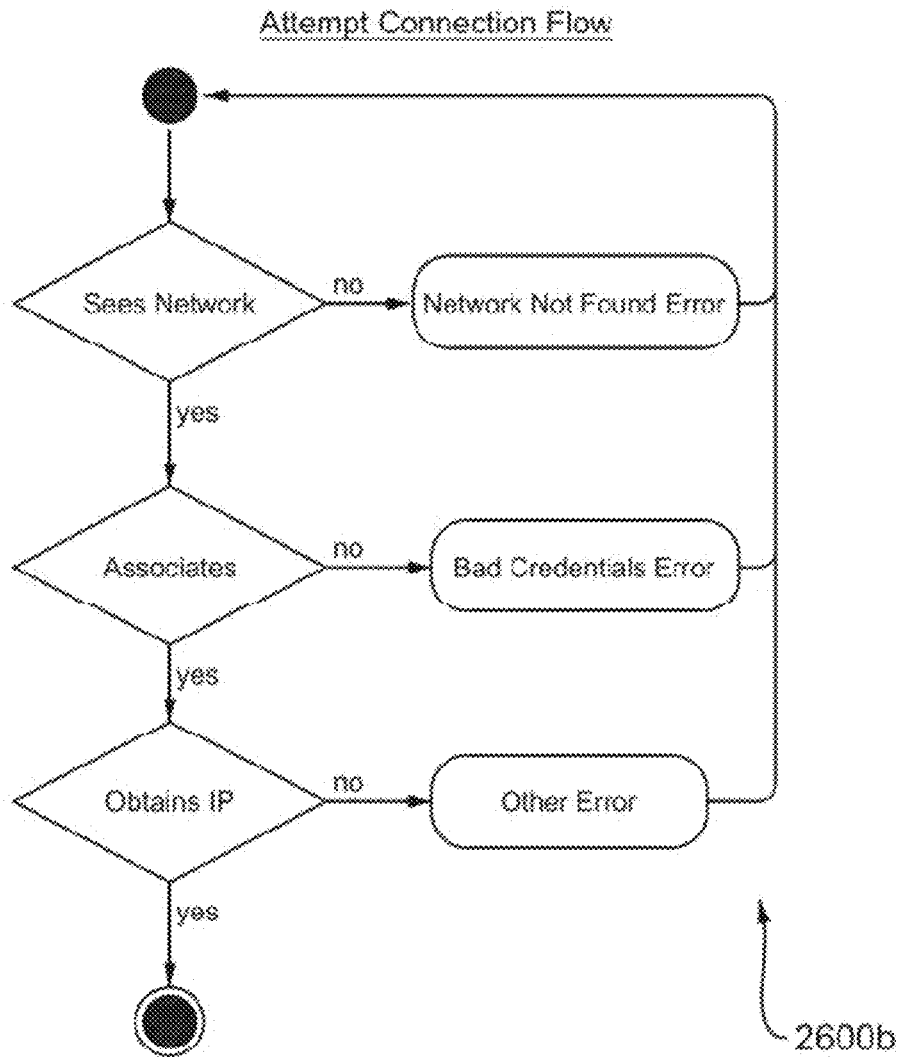 Attempt Connection Flow
Sees Network
no
Network Not Found Error
yes
Associates
no
Bad Credentials Error
yes
Obtains IP
no
Other Error
yes
2600b